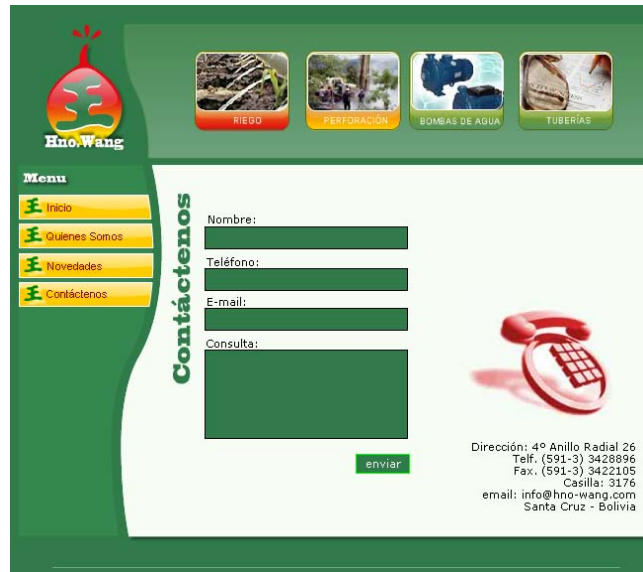 RIEGO
PERFORACIÓN
BOMBAS DE AGUA
TUBERÍAS
Hno.Wang
Menu
Inicio
Quienes Somos
Novedades
Contáctenos
Contáctenos
Nombre:
Teléfono:
E-mail:
Consulta:
enviar
Dirección: 4º Anillo Radial 26
Telf. (591-3) 3428896
Fax. (591-3) 3422105
Casilla: 3176
email: info@hno-wang.com
Santa Cruz - Bolivia